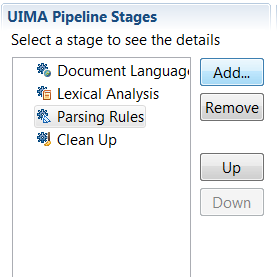 UIMA Pipeline Stages
Select a stage to see the details
Document Language
Lexical Analysis
Parsing Rules
Clean Up
Add...
Remove
Up
Down